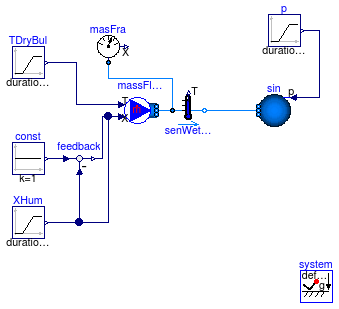 masFra
p
X
TDryBul
duratio...
duratio...
massFl...
T
X
T
sin
p
senWet...
const
k=1
feedback
-
XHum
duratio...
system
def...
g